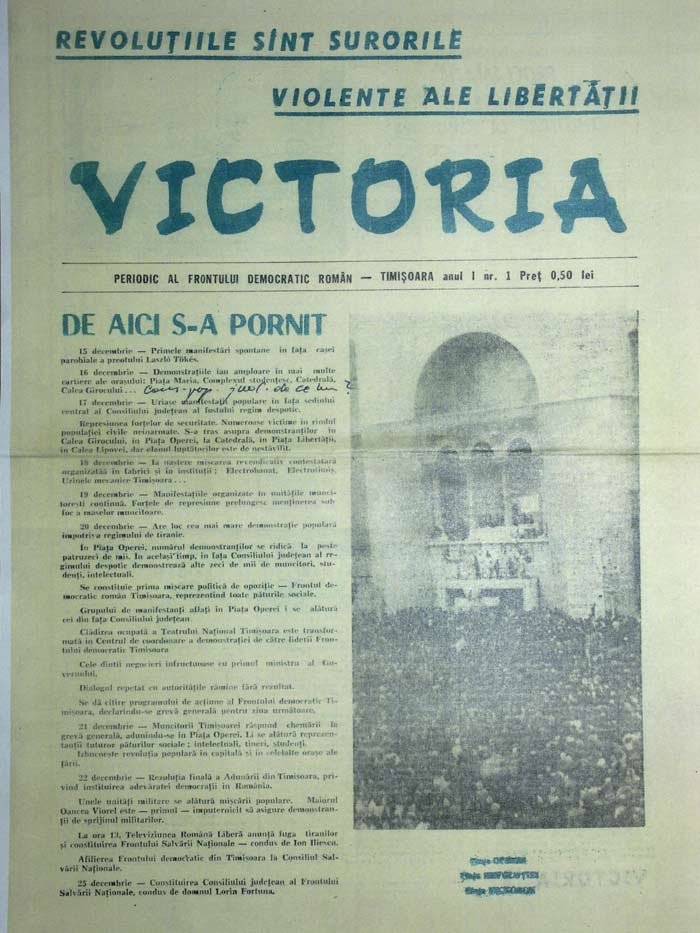 REVOLUȚIILE SÎNT SURORILE
VIOLENTE ALE LIBERTĂȚII
VICTORIA
PERIODIC AL FRONTULUI DEMOCRATIC ROMÂN — TIMIȘOARA anul I nr. 1 Preț 0,50 lei
DE AICI S-A PORNIT
15 decembrie — Primele manifestări spontane în fața casei
parohiale a preotului Laszló Tökés.
16 decembrie — Demonstrațiile iau amploare în mai multe
cartiere ale orașului: Piața Maria, Complexul studențesc, Catedrală,
Calea Girocului . . . de ce nu ?
17 decembrie — Uriașe manifestații populare în fața sediului
central al Consiliului județean al fostului regim despotic.
Represiunea forțelor de securitate. Numeroase victime în rîndul
populației civile neînarmate. S-a tras asupra demonstranților în
Calea Girocului, în Piața Operei, la Catedrală, în Piața Libertății,
în Calea Lipovei, dar elanul luptătorilor este de nestăvilit.
18 decembrie — Ia naștere mișcarea revendicativ contestatară
organizatăă în fabrici și în instituții ; Electrobanat, Electrotimiș,
Uzinele mecanice Timișoara . . .
19 decembrie — Manifestațiile organizate în unitățile munci-
torești continuă. Forțele de represiune prelungesc menținerea sub
foc a maselor muncitoare.
20 decembrie — Are loc cea mai mare demonstrație populară
împotriva regimului de tiranie.
În Piața Operei, numărul demonstranților se ridică la peste
patruzeci de mii. În același timp, în fața Consiliului județean al re-
gimului despotic demonstrează alte zeci de mii de muncitori, stu-
denți, intelectuali.
Se constituie prima mișcare politică de opoziție — Frontul de-
mocratic român Timișoara, reprezentind toate păturile sociale.
Grupului de manifestanți aflați în Piața Operei i se alătură
cei din fața Consiliului județean
Clădirea ocupată a Teatrului Național Timișoara este transfor-
mată în Centrul de coordonare a demonstrației de către liderii Fron-
tului democratic Timișoara
Cele dintîi negocieri infructuoase cu primul ministru al Gu-
vernului.
Dialogul repetat cu autoritățile rămîne fără rezultat.
Se dă citire programului de acțiune al Frontului democratic Ti-
mișoara, declarîndu-se grevă generală pentru ziua următoare.
21 decembrie — Muncitorii Timișoarei răspund chemării la
grevă generală, adunîndu-se în Piața Operei. Li se alătură reprezen-
tanții tuturor păturilor sociale ; intelectuali, tineri, studenți.
Izbucnește revoluția populară în capitală și în celelalte orașe ale
țării.
22 decembrie — Rezoluția finală a Adunării din Timișoara, pri-
vind instituirea adevăratei democrații în România.
Unele unități militare se alătură mișcării populare. Maiorul
Oancea Viorel este — primul — împuternicit să asigure demonstran-
ții de sprijinul militarilor.
La ora 13, Televiziunea Română Liberă anunță fuga tiranilor
și constituirea Frontului Salvării Naționale — condus de Ion Iliescu.
Afilierea Frontului democratic din Timișoara la Consiliul Sal-
vării Naționale.
25 decembrie — Constituirea Consiliului județean al Frontului
Salvării Naționale, condus de domnul Lorin Fortuna.
Piața OPEREI
Piața REVOLUȚIEI
Piața VICTORIEI
VICTORIA